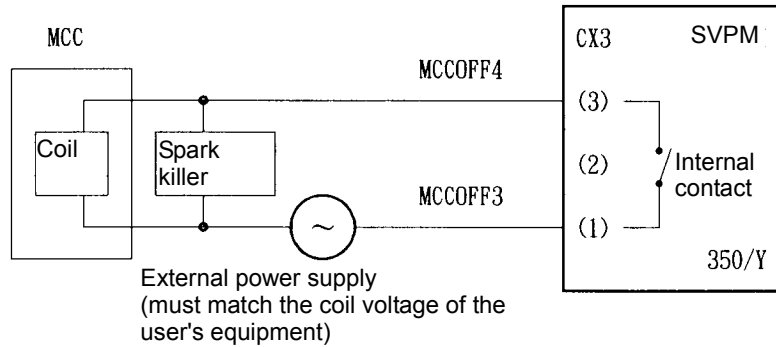 MCC
CX3
SVPM
MCCOFF4
(3)
Coil
Spark
killer
(2)
Internal
contact
MCCOFF3
(1)
~
350/Y
External power supply
(must match the coil voltage of the
user's equipment)